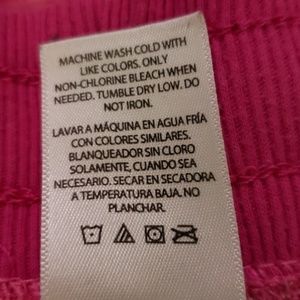 MACHINE WASH COLD WITH
LIKE COLORS. ONLY
NON-CHLORINE BLEACH WHEN
NEEDED. TUMBLE DRY LOW. DO
NOT IRON.
LAVAR A MÁQUINA EN AGUA FRÍA
CON COLORES SIMILARES.
BLANQUEADOR SIN CLORO
SOLAMENTE, CUANDO SEA
NECESARIO. SECAR EN SECADORA
A TEMPERATURA BAJA. NO
PLANCHAR.